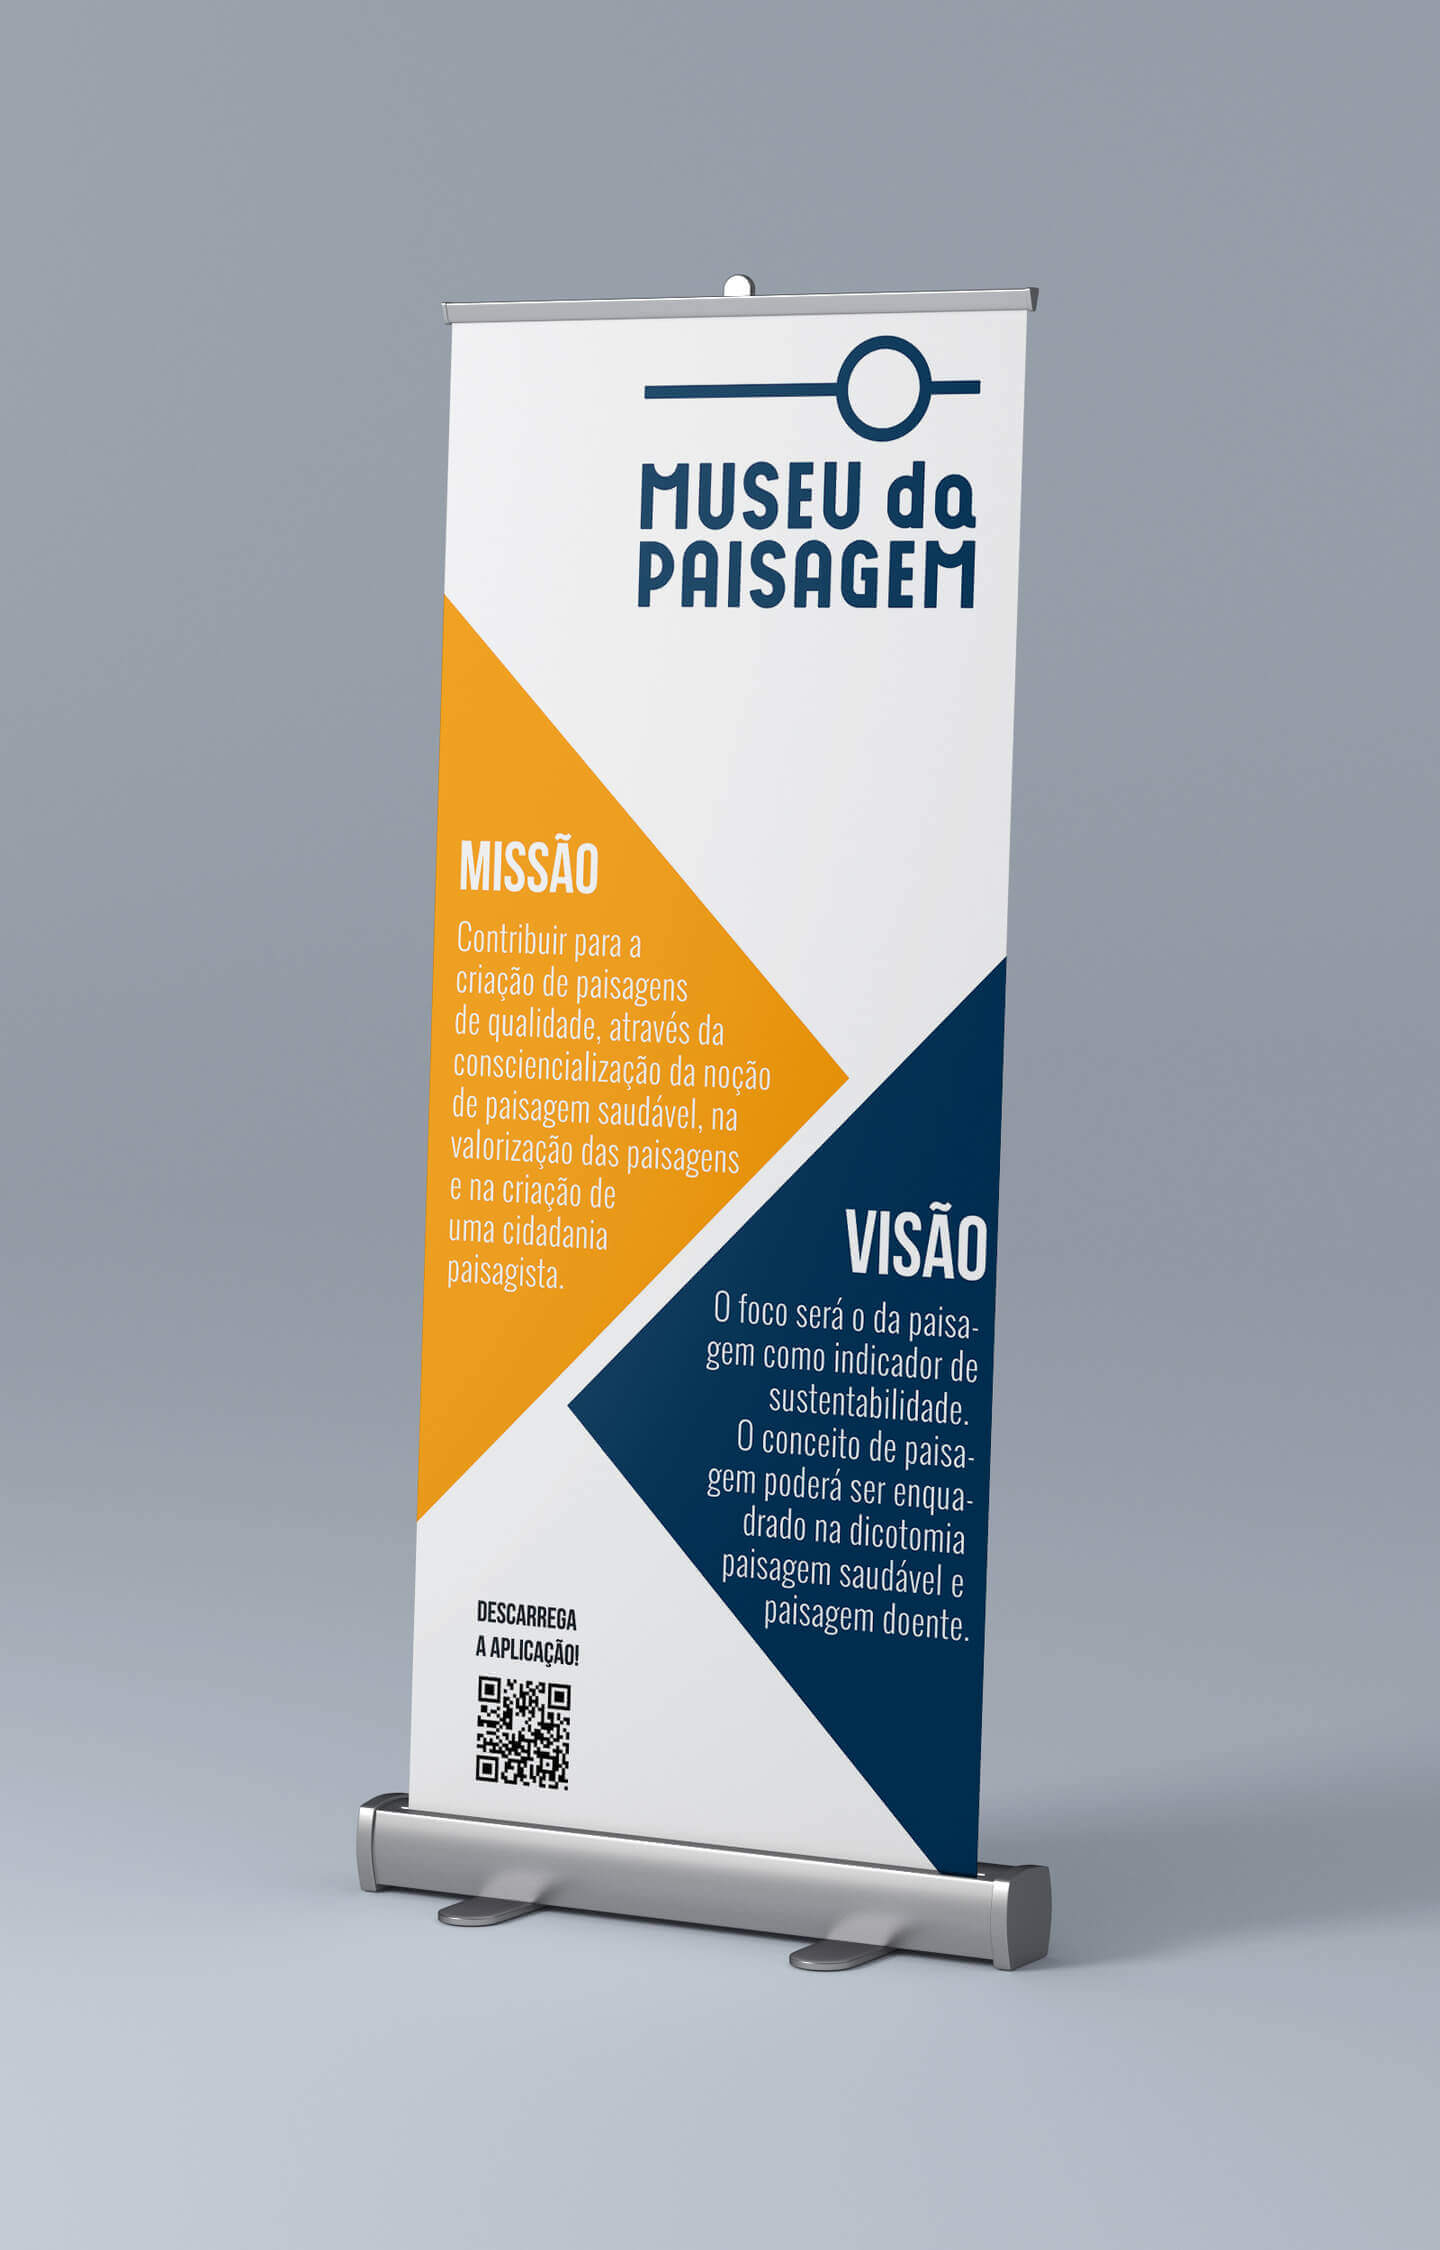 MUSEU da
PAISAGEM
MISSÃO
Contribuir para a
criação de paisagens
de qualidade, através da
consciencialização da noção
de paisagem saudável, na
valorização das paisagens
e na criação de
uma cidadania
paisagista.
VISÃO
O foco será o da paisa-
gem como indicador de
sustentabilidade.
O conceito de paisa-
gem poderá ser enqua-
drado na dicotomia
paisagem saudável e
paisagem doente.
DESCARREGA
A APLICAÇÃO!